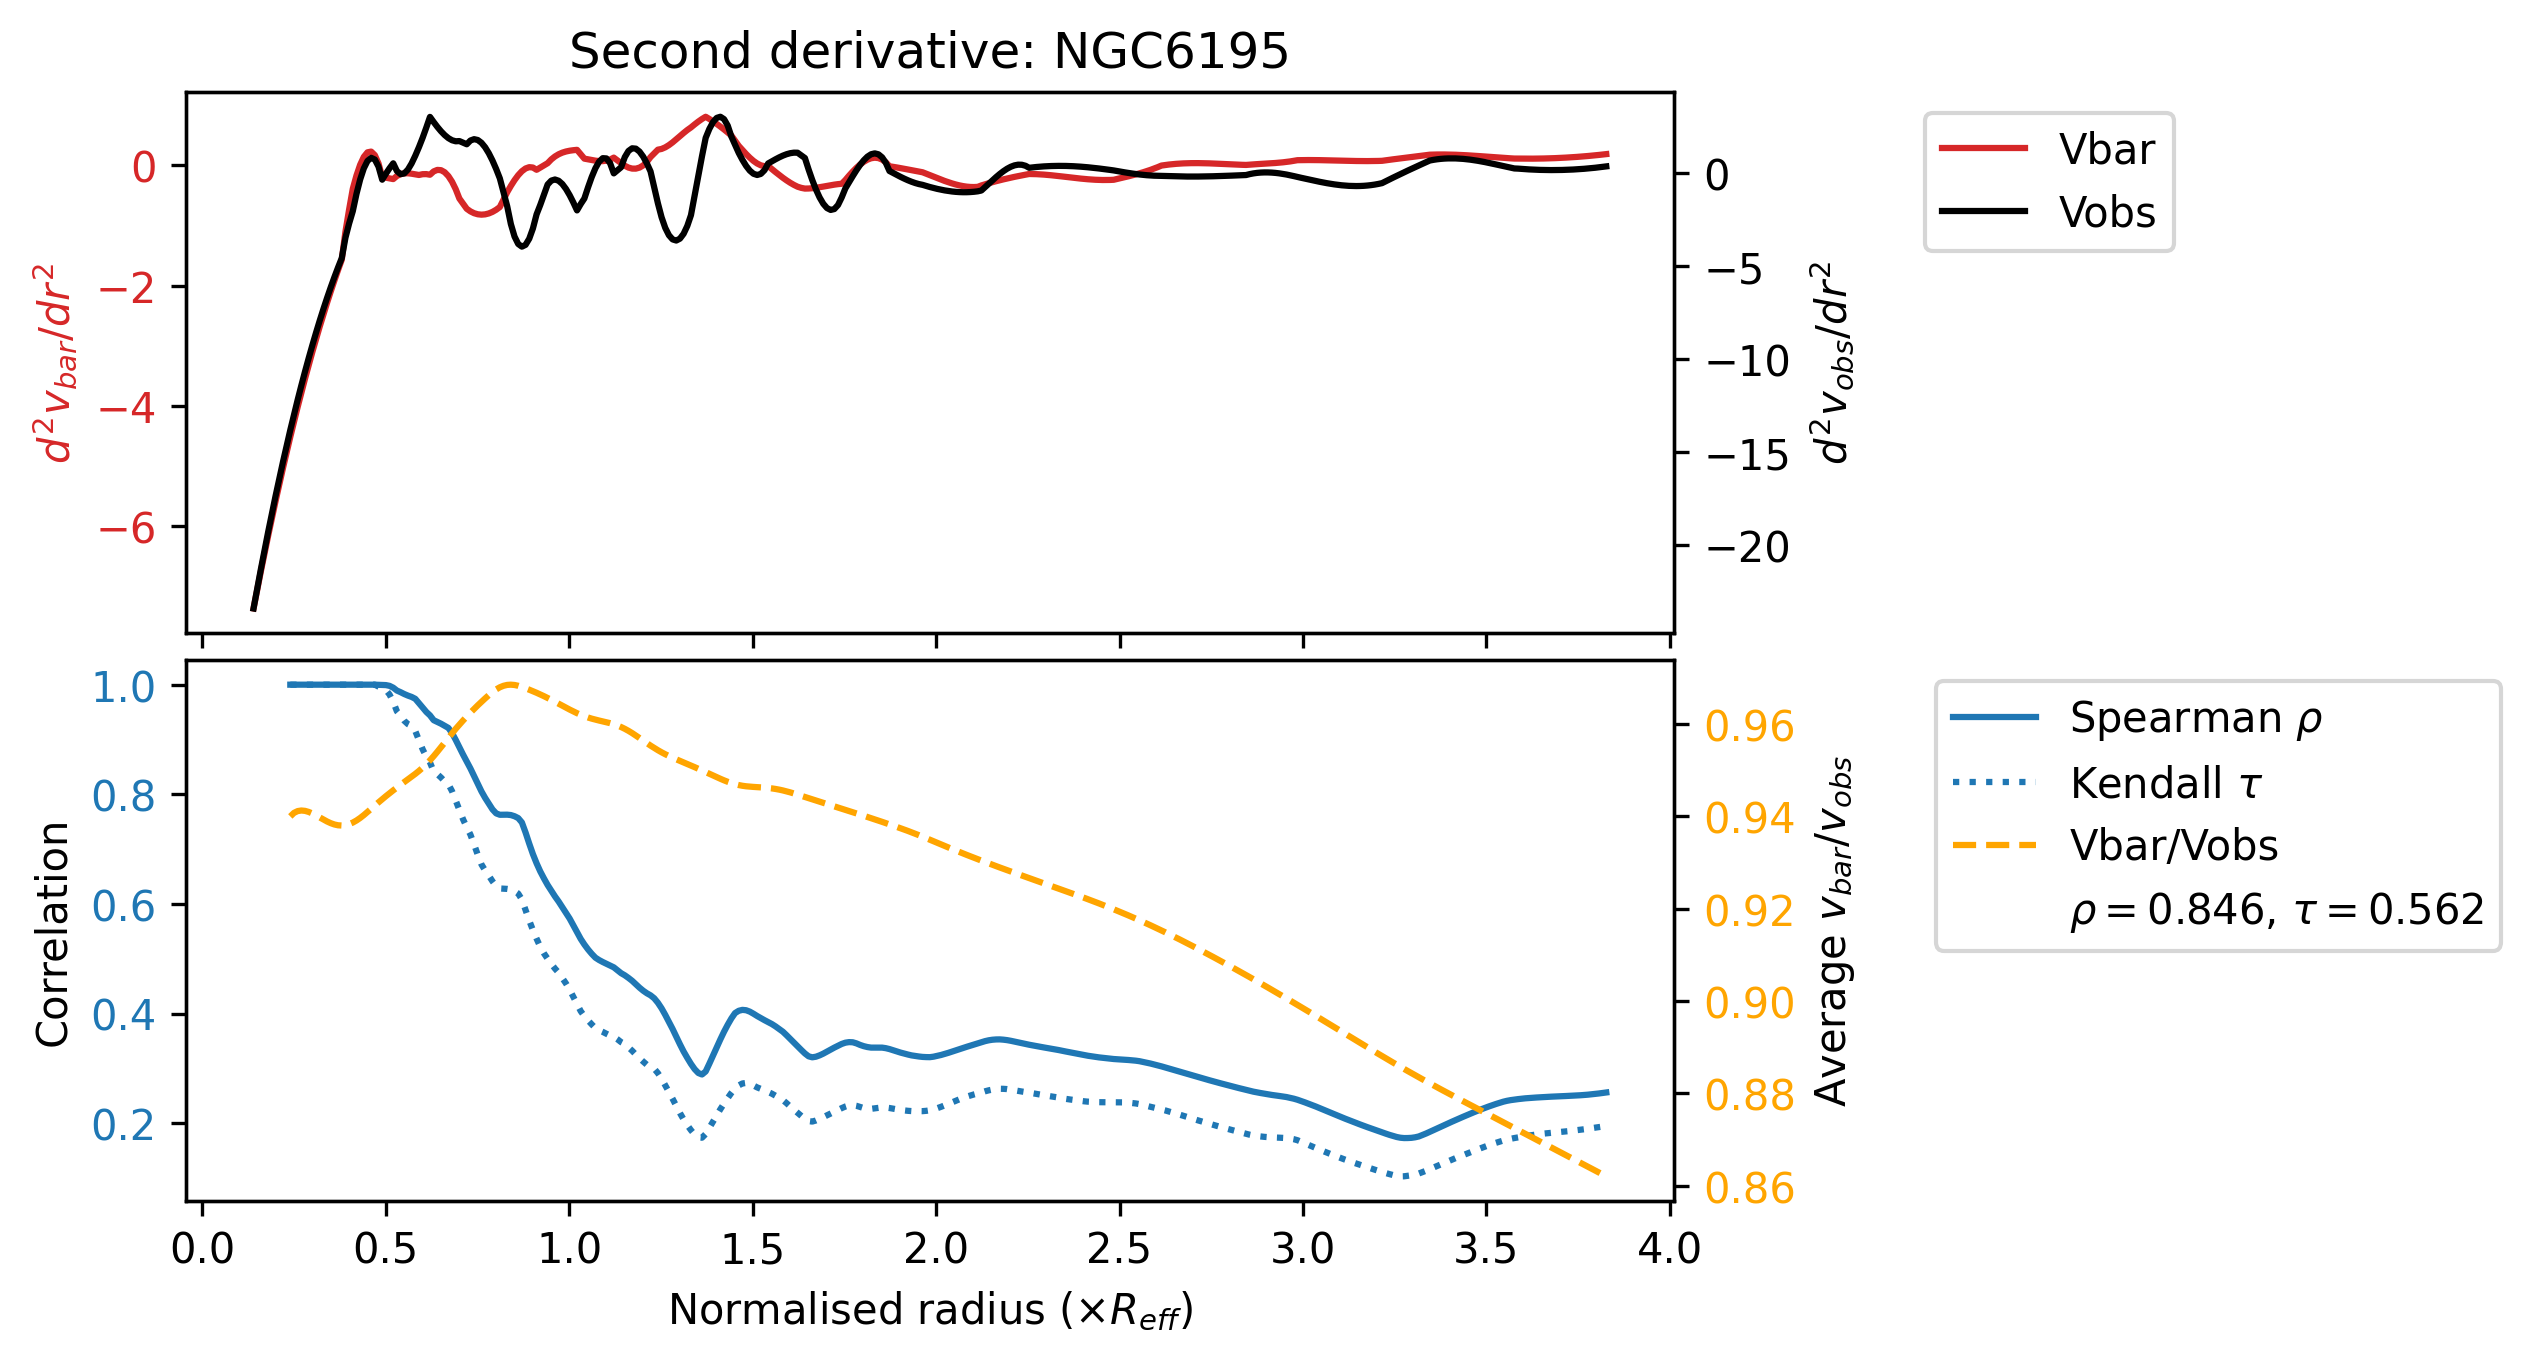 Second derivative: NGC6195
0
−2
−4
−6
d²v_bar/dr²
0
−5
−10
−15
−20
d²v_obs/dr²
Vbar
Vobs
1.0
0.8
0.6
0.4
0.2
Correlation
0.96
0.94
0.92
0.90
0.88
0.86
Average v_bar/v_obs
Spearman ρ
Kendall τ
Vbar/Vobs
ρ = 0.846, τ = 0.562
0.0 0.5 1.0 1.5 2.0 2.5 3.0 3.5 4.0
Normalised radius (×R_eff)